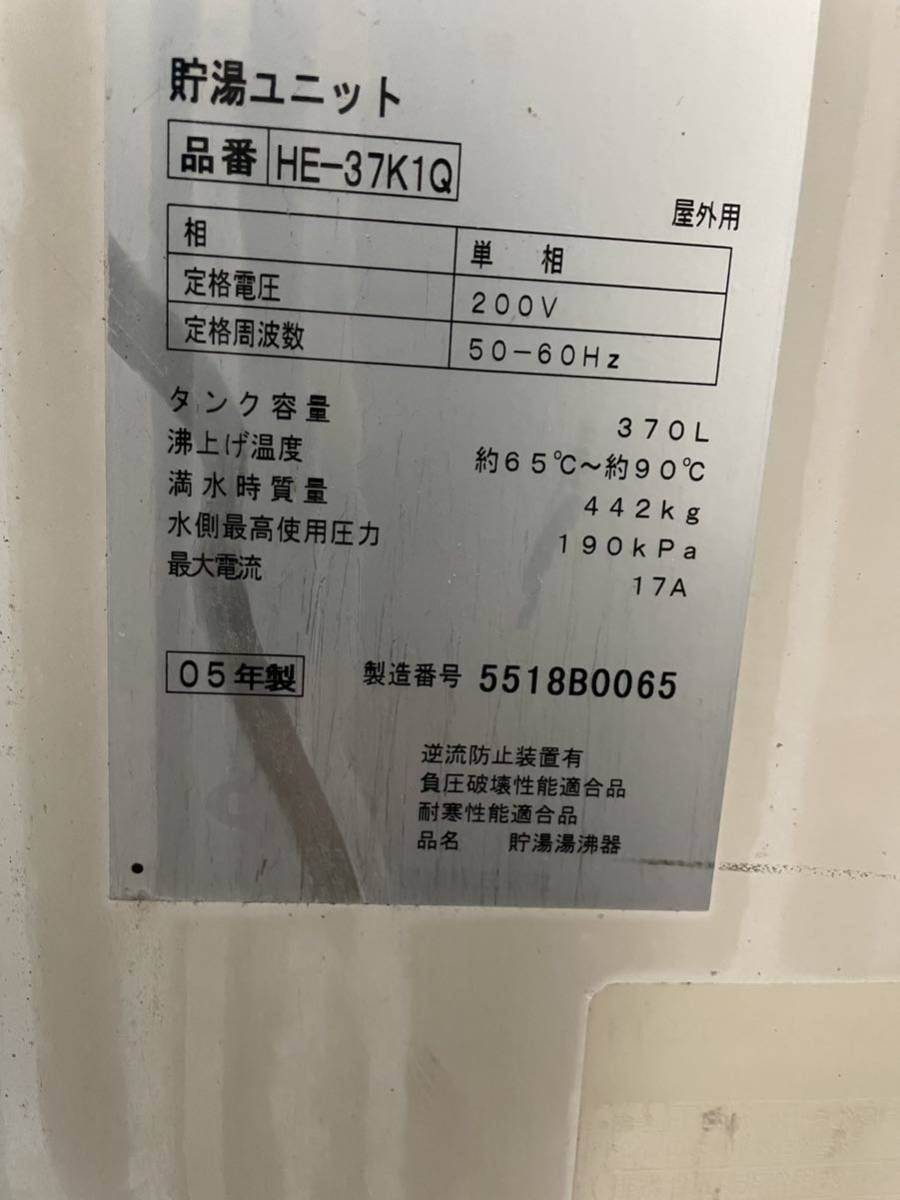 貯湯ユニット
品番 HE-37K1Q
屋外用
相 単 相
定格電圧 200V
定格周波数 50-60Hz
タンク容量 370L
沸上げ温度 約65℃~約90℃
満水時質量 442kg
水側最高使用圧力 190kPa
最大電流 17A
05年製 製造番号 5518B0065
逆流防止装置有
負圧破壊性能適合品
耐寒性能適合品
品名 貯湯湯沸器